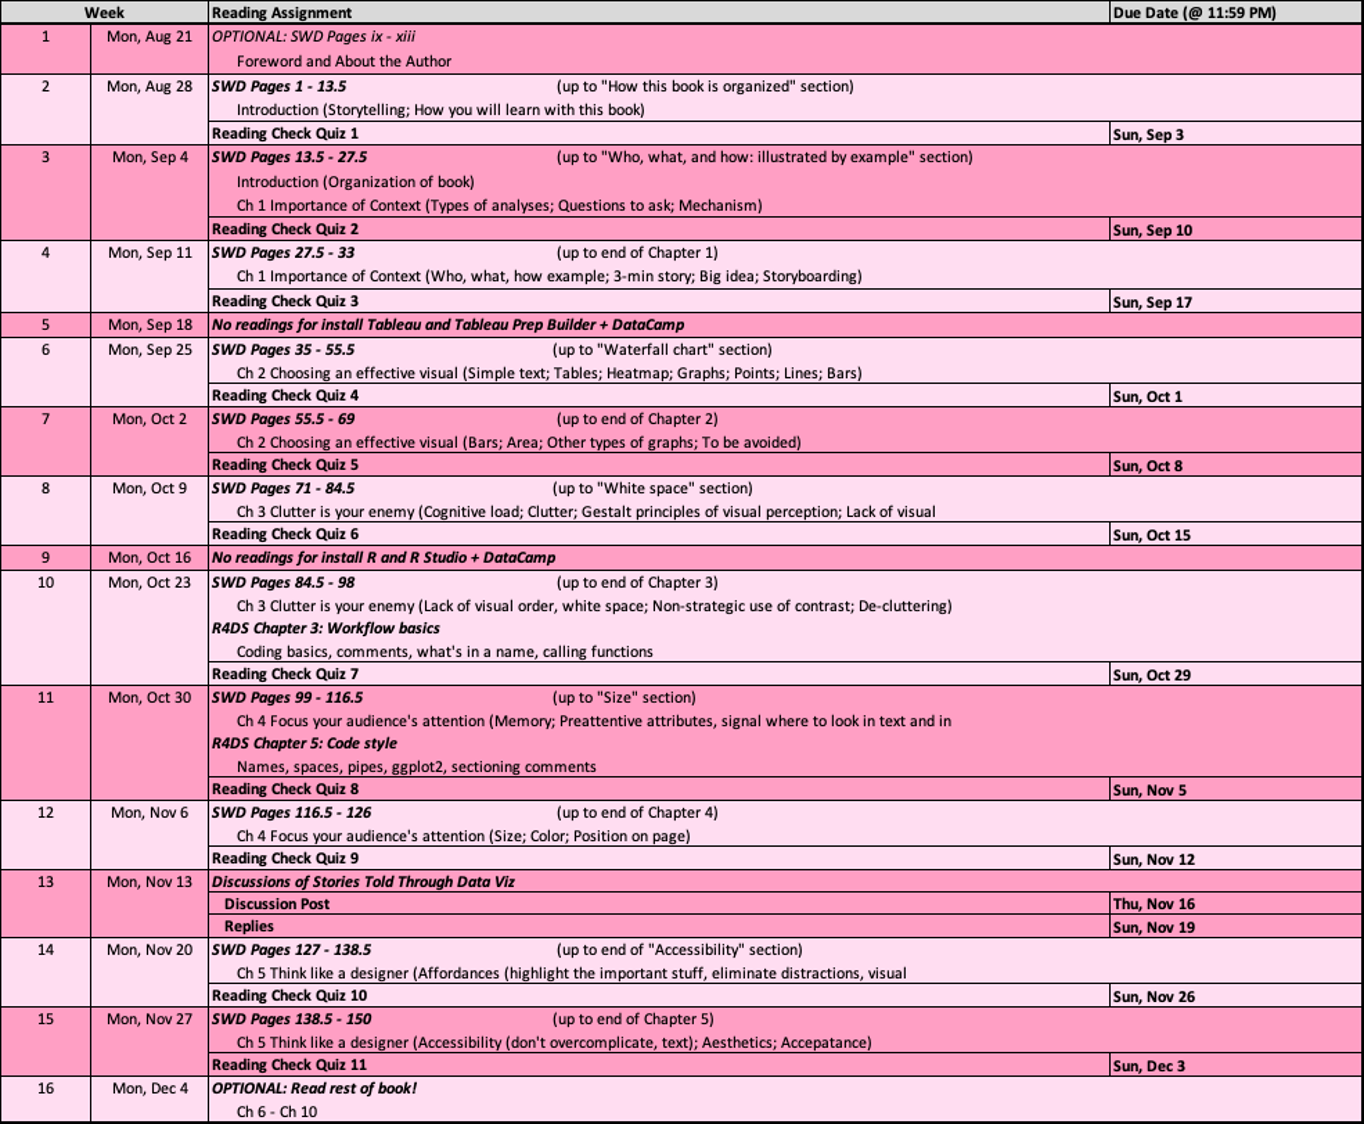 Week Reading Assignment Due Date (@ 11:59 PM)
1 Mon, Aug 21 OPTIONAL: SWD Pages ix - xiii
Foreword and About the Author
2 Mon, Aug 28 SWD Pages 1 - 13.5 (up to "How this book is organized" section)
Introduction (Storytelling; How you will learn with this book)
Reading Check Quiz 1 Sun, Sep 3
3 Mon, Sep 4 SWD Pages 13.5 - 27.5 (up to "Who, what, and how: illustrated by example" section)
Introduction (Organization of book)
Ch 1 Importance of Context (Types of analyses; Questions to ask; Mechanism)
Reading Check Quiz 2 Sun, Sep 10
4 Mon, Sep 11 SWD Pages 27.5 - 33 (up to end of Chapter 1)
Ch 1 Importance of Context (Who, what, how example; 3-min story; Big idea; Storyboarding)
Reading Check Quiz 3 Sun, Sep 17
5 Mon, Sep 18 No readings for install Tableau and Tableau Prep Builder + DataCamp
6 Mon, Sep 25 SWD Pages 35 - 55.5 (up to "Waterfall chart" section)
Ch 2 Choosing an effective visual (Simple text; Tables; Heatmap; Graphs; Points; Lines; Bars)
Reading Check Quiz 4 Sun, Oct 1
7 Mon, Oct 2 SWD Pages 55.5 - 69 (up to end of Chapter 2)
Ch 2 Choosing an effective visual (Bars; Area; Other types of graphs; To be avoided)
Reading Check Quiz 5 Sun, Oct 8
8 Mon, Oct 9 SWD Pages 71 - 84.5 (up to "White space" section)
Ch 3 Clutter is your enemy (Cognitive load; Clutter; Gestalt principles of visual perception; Lack of visual
Reading Check Quiz 6 Sun, Oct 15
9 Mon, Oct 16 No readings for install R and R Studio + DataCamp
10 Mon, Oct 23 SWD Pages 84.5 - 98 (up to end of Chapter 3)
Ch 3 Clutter is your enemy (Lack of visual order, white space; Non-strategic use of contrast; De-cluttering)
R4DS Chapter 3: Workflow basics
Coding basics, comments, what's in a name, calling functions
Reading Check Quiz 7 Sun, Oct 29
11 Mon, Oct 30 SWD Pages 99 - 116.5 (up to "Size" section)
Ch 4 Focus your audience's attention (Memory; Preattentive attributes, signal where to look in text and in
R4DS Chapter 5: Code style
Names, spaces, pipes, ggplot2, sectioning comments
Reading Check Quiz 8 Sun, Nov 5
12 Mon, Nov 6 SWD Pages 116.5 - 126 (up to end of Chapter 4)
Ch 4 Focus your audience's attention (Size; Color; Position on page)
Reading Check Quiz 9 Sun, Nov 12
13 Mon, Nov 13 Discussions of Stories Told Through Data Viz
Discussion Post Thu, Nov 16
Replies Sun, Nov 19
14 Mon, Nov 20 SWD Pages 127 - 138.5 (up to end of "Accessibility" section)
Ch 5 Think like a designer (Affordances (highlight the important stuff, eliminate distractions, visual
Reading Check Quiz 10 Sun, Nov 26
15 Mon, Nov 27 SWD Pages 138.5 - 150 (up to end of Chapter 5)
Ch 5 Think like a designer (Accessibility (don't overcomplicate, text); Aesthetics; Accepatance)
Reading Check Quiz 11 Sun, Dec 3
16 Mon, Dec 4 OPTIONAL: Read rest of book!
Ch 6 - Ch 10